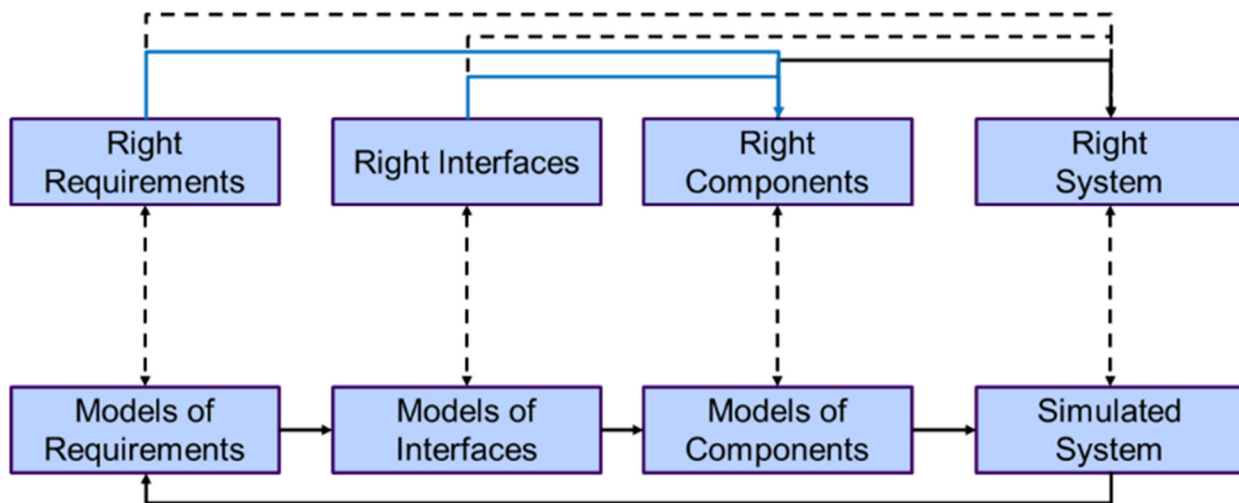 Right
Requirements
Right Interfaces
Right
Components
Right
System
Models of
Requirements
Models of
Interfaces
Models of
Components
Simulated
System